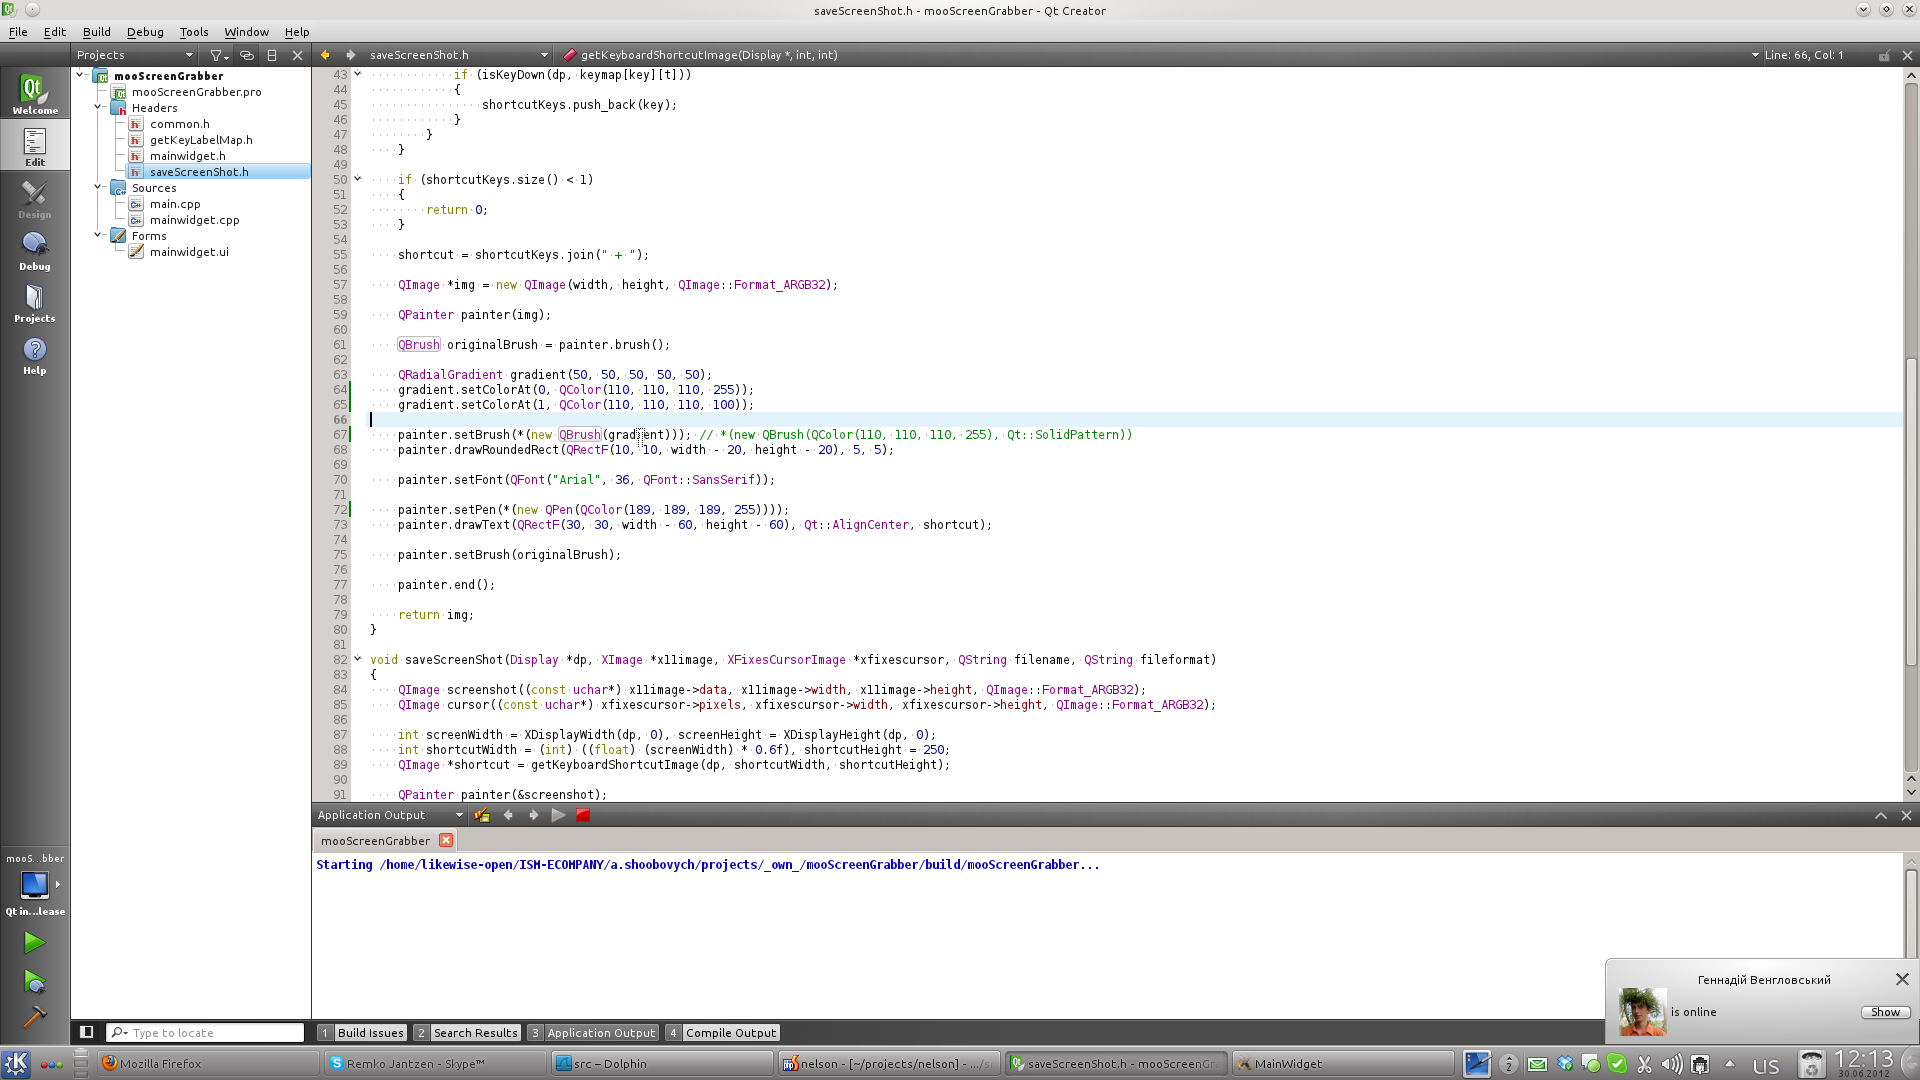 saveScreenShot.h - mooScreenGrabber - Qt Creator
File Edit Build Debug Tools Window Help
Projects
saveScreenShot.h
getKeyboardShortcutImage(Display *, int, int)
Line: 66, Col: 1
Welcome
Edit
Design
Debug
Projects
Help
mooScreenGrabber
mooScreenGrabber.pro
Headers
common.h
getKeyLabelMap.h
mainwidget.h
saveScreenShot.h
Sources
main.cpp
mainwidget.cpp
Forms
mainwidget.ui
43 if (isKeyDown(dp, keymap[key][t]))
44 {
45 shortcutKeys.push_back(key);
46 }
47 }
48 }
49
50 if (shortcutKeys.size() < 1)
51 {
52 return 0;
53 }
54
55 shortcut = shortcutKeys.join(" + ");
56
57 QImage *img = new QImage(width, height, QImage::Format_ARGB32);
58
59 QPainter painter(img);
60
61 QBrush originalBrush = painter.brush();
62
63 QRadialGradient gradient(50, 50, 50, 50, 50);
64 gradient.setColorAt(0, QColor(110, 110, 110, 255));
65 gradient.setColorAt(1, QColor(110, 110, 110, 100));
66
67 painter.setBrush(*(new QBrush(gradient))); // *(new QBrush(QColor(110, 110, 110, 255), Qt::SolidPattern))
68 painter.drawRoundedRect(QRectF(10, 10, width - 20, height - 20), 5, 5);
69
70 painter.setFont(QFont("Arial", 36, QFont::SansSerif));
71
72 painter.setPen(*(new QPen(QColor(189, 189, 189, 255))));
73 painter.drawText(QRectF(30, 30, width - 60, height - 60), Qt::AlignCenter, shortcut);
74
75 painter.setBrush(originalBrush);
76
77 painter.end();
78
79 return img;
80 }
81
82 void saveScreenShot(Display *dp, XImage *x11image, XFixesCursorImage *xfixescursor, QString filename, QString fileformat)
83 {
84 QImage screenshot((const uchar*) x11image->data, x11image->width, x11image->height, QImage::Format_ARGB32);
85 QImage cursor((const uchar*) xfixescursor->pixels, xfixescursor->width, xfixescursor->height, QImage::Format_ARGB32);
86
87 int screenWidth = XDisplayWidth(dp, 0), screenHeight = XDisplayHeight(dp, 0);
88 int shortcutWidth = (int) ((float) (screenWidth) * 0.6f), shortcutHeight = 250;
89 QImage *shortcut = getKeyboardShortcutImage(dp, shortcutWidth, shortcutHeight);
90
91 QPainter painter(&screenshot);
Application Output
mooScreenGrabber
Starting /home/likewise-open/ISM-ECOMPANY/a.shoobovych/projects/_own_/mooScreenGrabber/build/mooScreenGrabber...
mooS...bber
Qt in...lease
Геннадій Венгловський
is online
Show
Type to locate
1 Build Issues 2 Search Results 3 Application Output 4 Compile Output
Mozilla Firefox
Remko Jantzen - Skype™
src – Dolphin
nelson - [~/projects/nelson] - .../s
saveScreenShot.h - mooScreenGr
MainWidget
2
US
12:13
30.06.2012